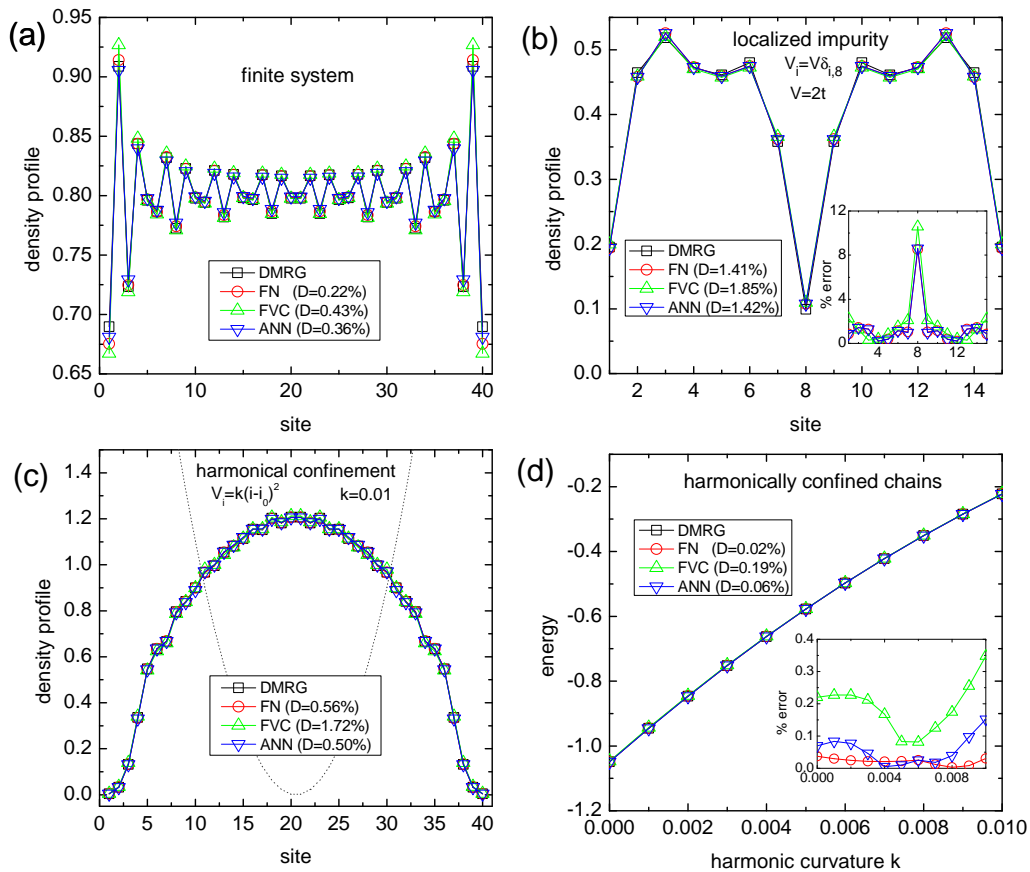 (a)
finite system
density profile
0.95
0.90
0.85
0.80
0.75
0.70
0.65
DMRG
FN (D=0.22%)
FVC (D=0.43%)
ANN (D=0.36%)
0 5 10 15 20 25 30 35 40
site
(b)
localized impurity
V_i=Vδ_{i,8}
V=2t
density profile
0.5
0.4
0.3
0.2
0.1
0.0
DMRG
FN (D=1.41%)
FVC (D=1.85%)
ANN (D=1.42%)
% error
12
8
4
0
4 8 12
2 4 6 8 10 12 14
site
(c)
harmonical confinement
V_i=k(i-i_0)^2 k=0.01
density profile
1.4
1.2
1.0
0.8
0.6
0.4
0.2
0.0
DMRG
FN (D=0.56%)
FVC (D=1.72%)
ANN (D=0.50%)
0 5 10 15 20 25 30 35 40
site
(d)
harmonically confined chains
energy
-0.2
-0.4
-0.6
-0.8
-1.0
-1.2
DMRG
FN (D=0.02%)
FVC (D=0.19%)
ANN (D=0.06%)
% error
0.4
0.3
0.2
0.1
0.0
0.000 0.004 0.008
0.000 0.002 0.004 0.006 0.008 0.010
harmonic curvature k